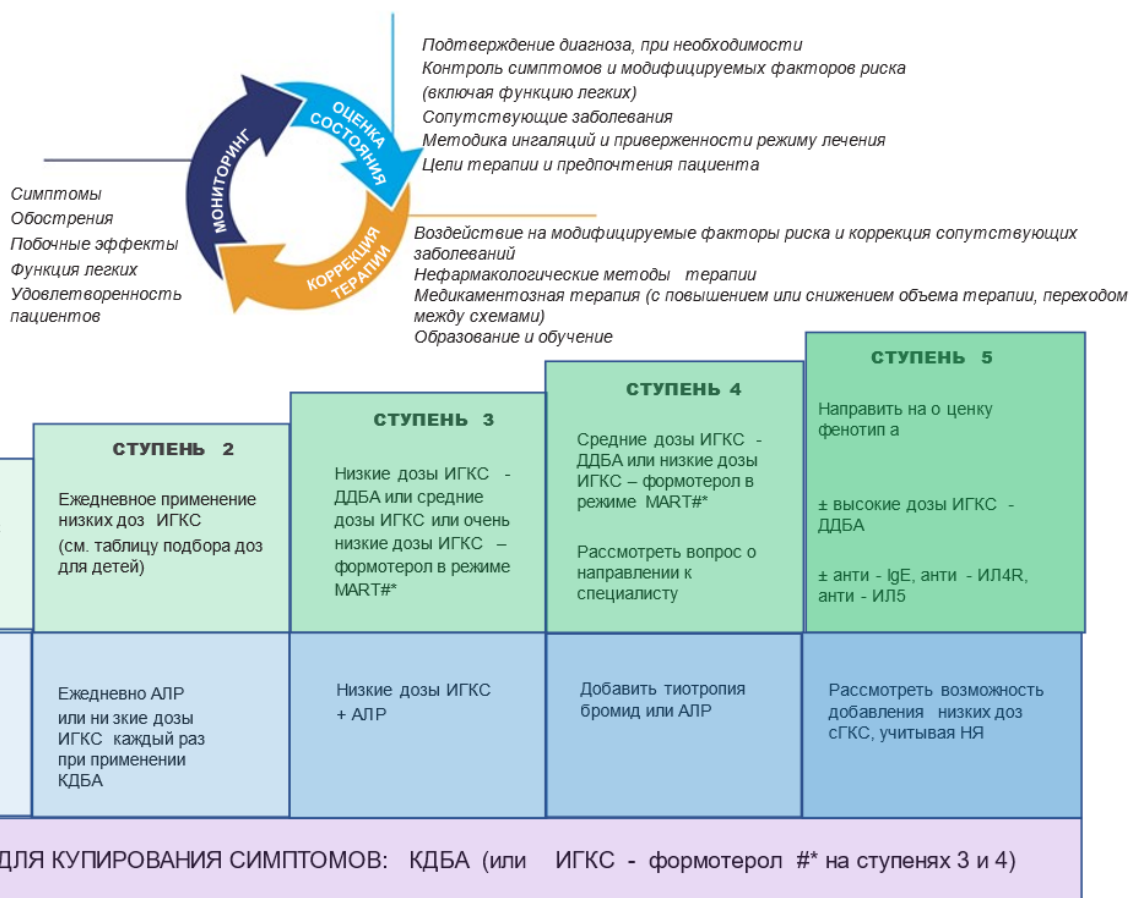 Подтверждение диагноза, при необходимости
Контроль симптомов и модифицируемых факторов риска
(включая функцию легких)
Сопутствующие заболевания
Методика ингаляций и приверженности режиму лечения
Цели терапии и предпочтения пациента
ОЦЕНКА
СОСТОЯНИЯ
МОНИТОРИНГ
КОРРЕКЦИЯ
ТЕРАПИИ
Симптомы
Обострения
Побочные эффекты
Функция легких
Удовлетворенность
пациентов
Воздействие на модифицируемые факторы риска и коррекция сопутствующих
заболеваний
Нефармакологические методы терапии
Медикаментозная терапия (с повышением или снижением объема терапии, переходом
между схемами)
Образование и обучение
СТУПЕНЬ 2
Ежедневное применение
низких доз ИГКС
(см. таблицу подбора доз
для детей)
СТУПЕНЬ 3
Низкие дозы ИГКС -
ДДБА или средние
дозы ИГКС или очень
низкие дозы ИГКС –
формотерол в режиме
MART#*
СТУПЕНЬ 4
Средние дозы ИГКС -
ДДБА или низкие дозы
ИГКС – формотерол в
режиме MART#*
Рассмотреть вопрос о
направлении к
специалисту
СТУПЕНЬ 5
Направить на о ценку
фенотип а
± высокие дозы ИГКС -
ДДБА
± анти - IgE, анти - ИЛ4R,
анти - ИЛ5
Ежедневно АЛР
или ни зкие дозы
ИГКС каждый раз
при применении
КДБА
Низкие дозы ИГКС
+ АЛР
Добавить тиотропия
бромид или АЛР
Рассмотреть возможность
добавления низких доз
сГКС, учитывая НЯ
ДЛЯ КУПИРОВАНИЯ СИМПТОМОВ: КДБА (или ИГКС - формотерол #* на ступенях 3 и 4)